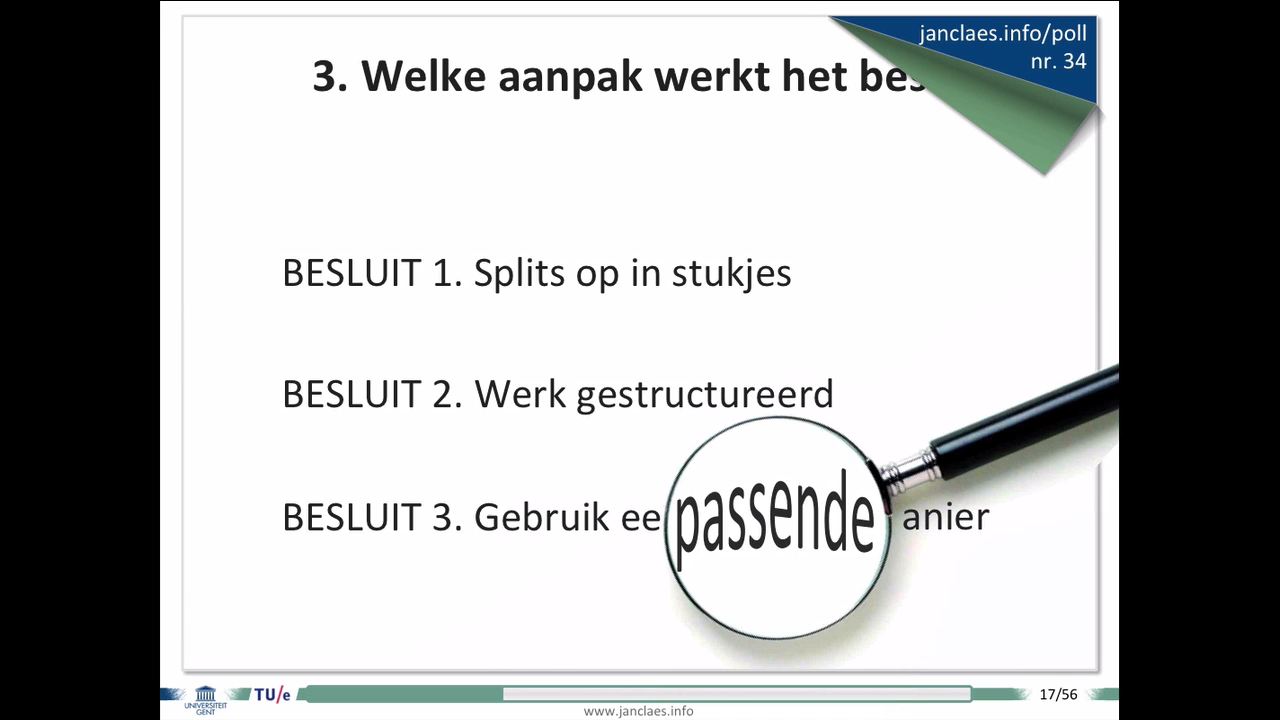 janclaes.info/poll
nr. 34
3. Welke aanpak werkt het bes
BESLUIT 1. Splits op in stukjes
BESLUIT 2. Werk gestructureerd
BESLUIT 3. Gebruik ee passende anier
UNIVERSITEIT
GENT
TU/e
17/56
www.janclaes.info